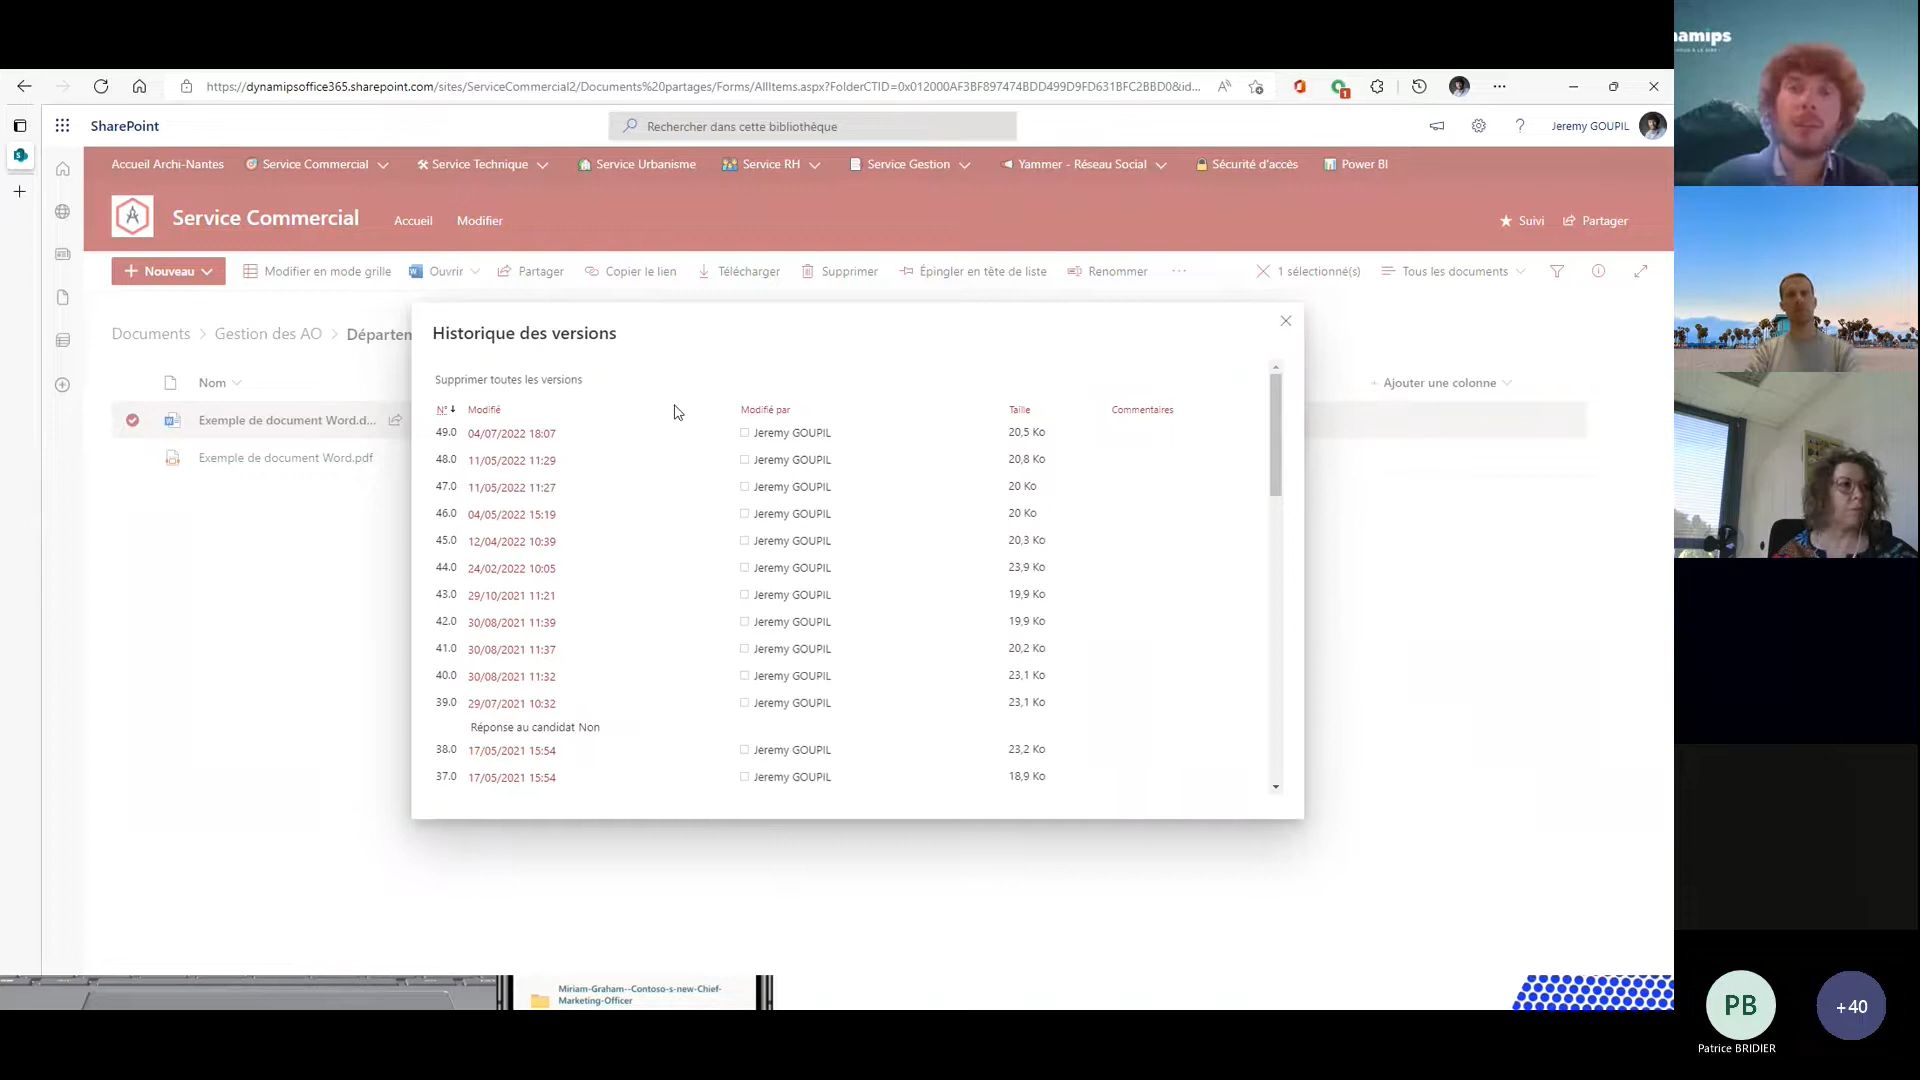 https://dynamipsoffice365.sharepoint.com/sites/ServiceCommercial2/Documents%20partages/Forms/AllItems.aspx?FolderCTID=0x012000AF3BF897474BDD499D9FD631BFC2BBD0&id...
SharePoint
Rechercher dans cette bibliothèque
Jeremy GOUPIL
Accueil Archi-Nantes
Service Commercial
Service Technique
Service Urbanisme
Service RH
Service Gestion
Yammer - Réseau Social
Sécurité d'accès
Power BI
Service Commercial
Accueil
Modifier
Suivi
Partager
Nouveau
Modifier en mode grille
Ouvrir
Partager
Copier le lien
Télécharger
Supprimer
Épingler en tête de liste
Renommer
...
1 sélectionné(s)
Tous les documents
Documents > Gestion des AO > Départem
Nom
Ajouter une colonne
Exemple de document Word.d...
Exemple de document Word.pdf
Historique des versions
Supprimer toutes les versions
N° Modifié Modifié par Taille Commentaires
49.0 04/07/2022 18:07 Jeremy GOUPIL 20,5 Ko
48.0 11/05/2022 11:29 Jeremy GOUPIL 20,8 Ko
47.0 11/05/2022 11:27 Jeremy GOUPIL 20 Ko
46.0 04/05/2022 15:19 Jeremy GOUPIL 20 Ko
45.0 12/04/2022 10:39 Jeremy GOUPIL 20,3 Ko
44.0 24/02/2022 10:05 Jeremy GOUPIL 23,9 Ko
43.0 29/10/2021 11:21 Jeremy GOUPIL 19,9 Ko
42.0 30/08/2021 11:39 Jeremy GOUPIL 19,9 Ko
41.0 30/08/2021 11:37 Jeremy GOUPIL 20,2 Ko
40.0 30/08/2021 11:32 Jeremy GOUPIL 23,1 Ko
39.0 29/07/2021 10:32 Jeremy GOUPIL 23,1 Ko
Réponse au candidat Non
38.0 17/05/2021 15:54 Jeremy GOUPIL 23,2 Ko
37.0 17/05/2021 15:54 Jeremy GOUPIL 18,9 Ko
Miriam-Graham--Contoso-s-new-Chief-
Marketing-Officer
namips
PB
Patrice BRIDIER
+40